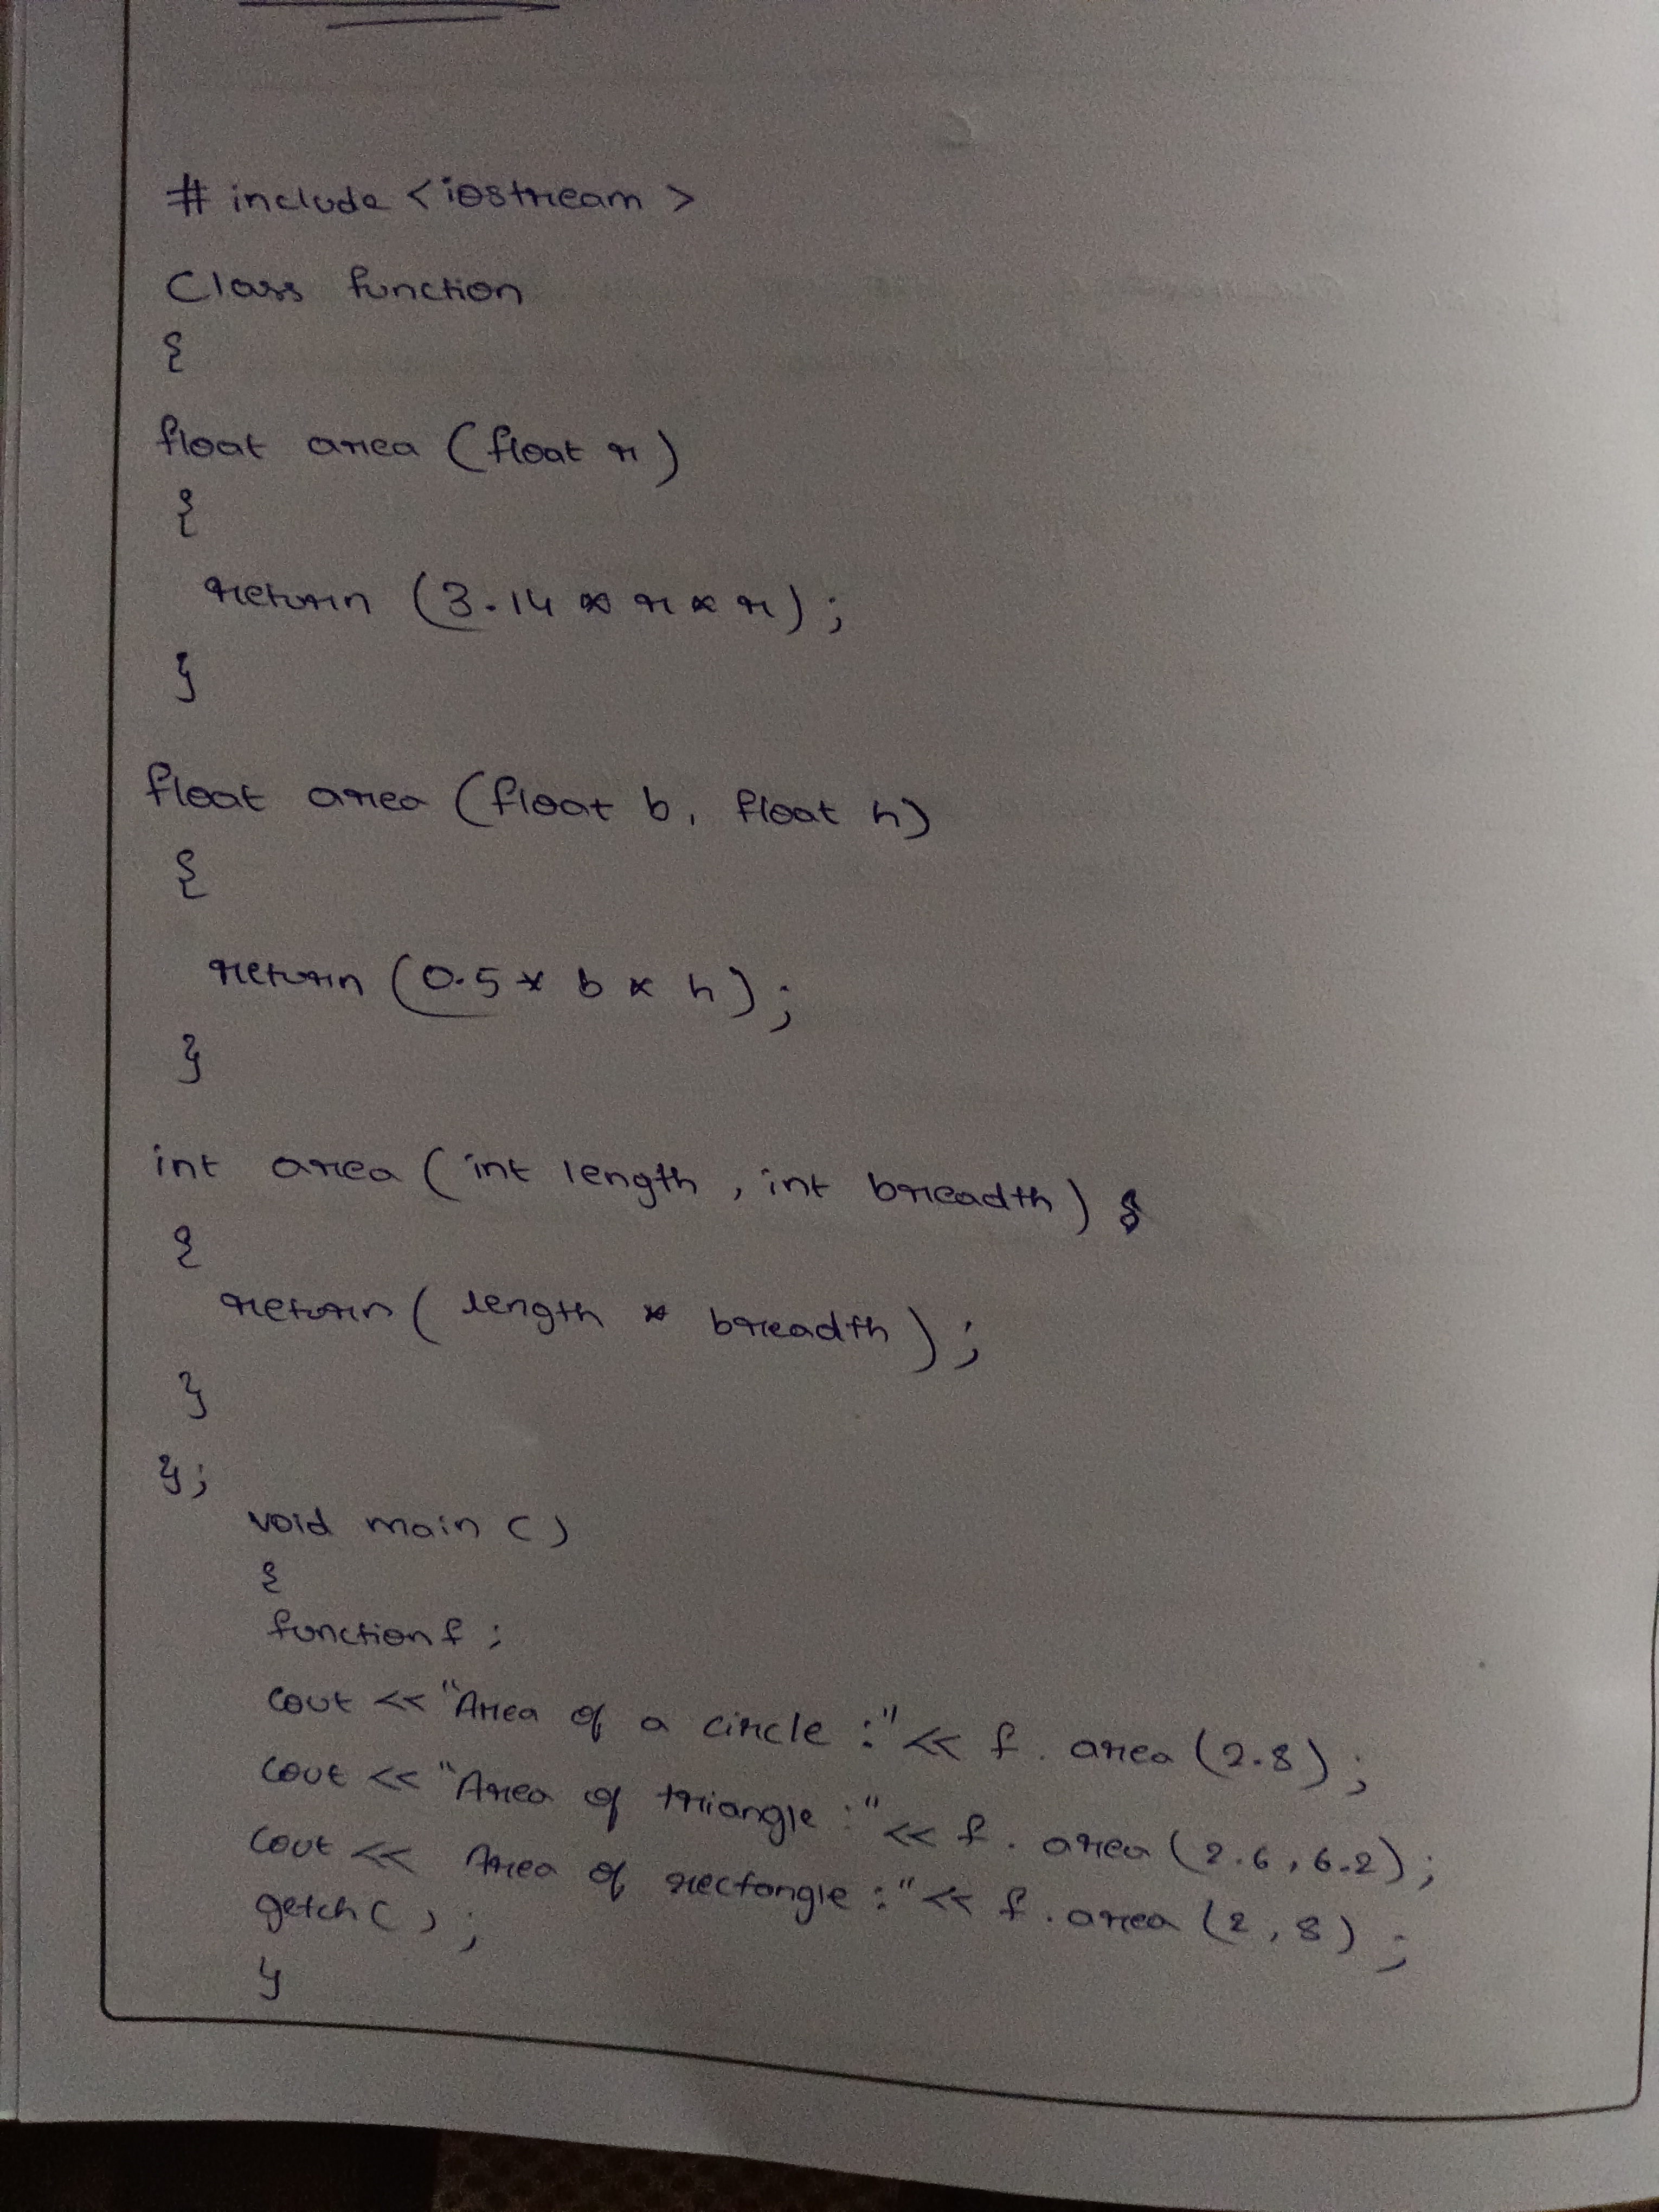 # include <iostream>
Class function
{
float area (float r)
{
return (3.14 * r * r);
}
float area (float b, float h)
{
return (0.5 * b * h);
}
int area (int length, int breadth)
{
return (length * breadth);
}
};
void main ()
{
function f;
cout << "Area of a circle :" << f. area (2.8);
cout << "Area of triangle :" << f. area (2.6, 6.2);
cout << Area of rectangle :" << f. area (2, 8);
getch ();
}